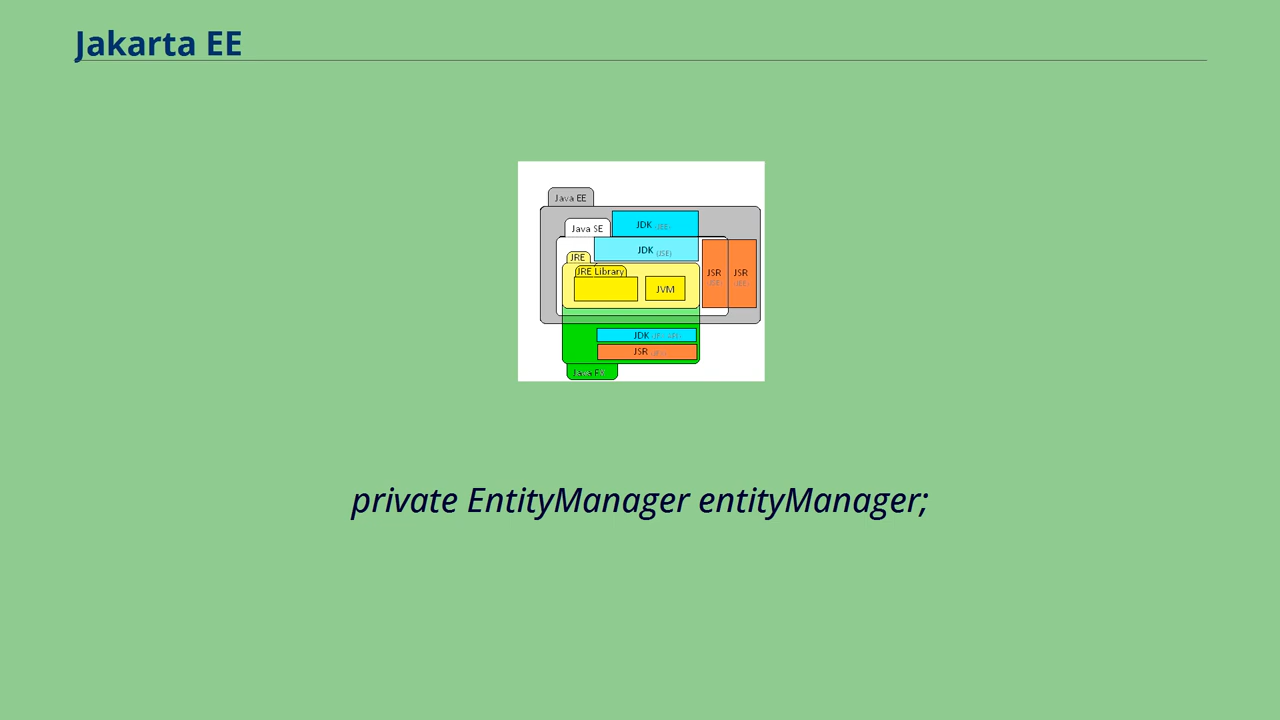 Jakarta EE
Java EE
JDK
Java SE
JDK (JSE)
JRE
JSR JSR
JRE Library
JVM
JDK
JSR
Java FX
private EntityManager entityManager;